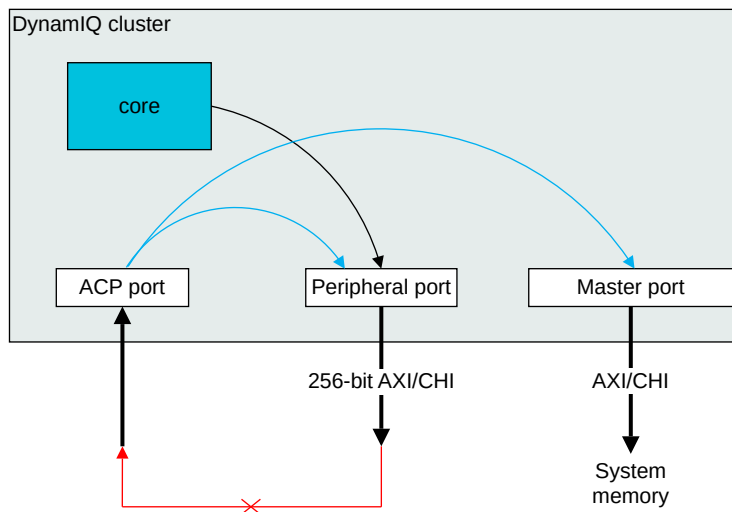 DynamIQ cluster
core
ACP port
Peripheral port
Master port
256-bit AXI/CHI
AXI/CHI
System
memory